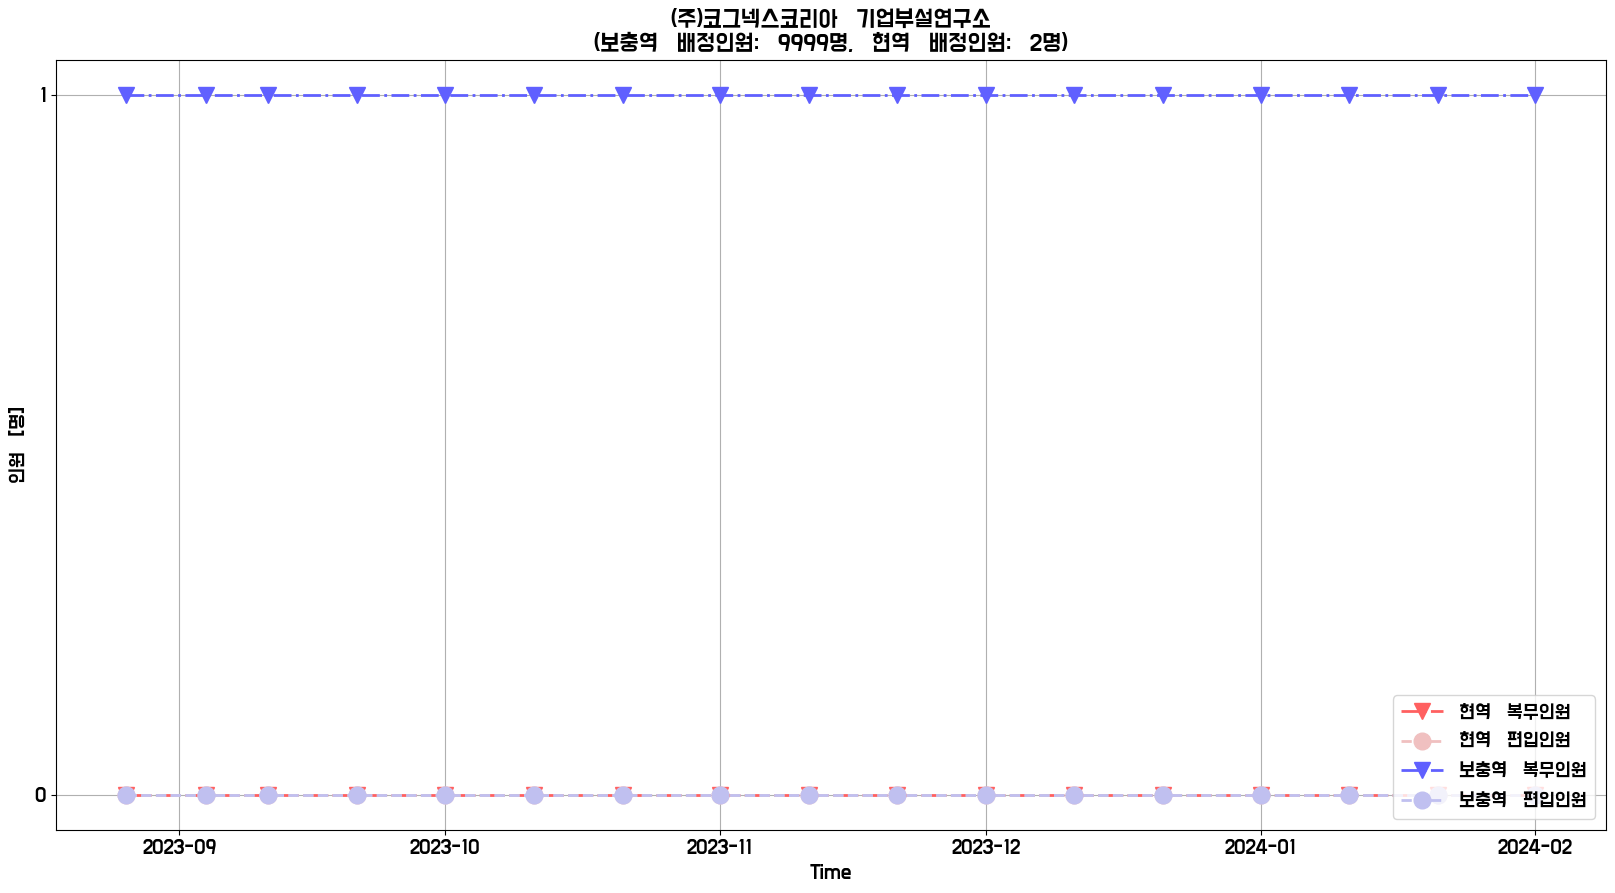 (주)코그넥스코리아 기업부설연구소
(보충역 배정인원: 9999명, 현역 배정인원: 2명)
1
인원 [명]
0
현역 복무인원
현역 편입인원
보충역 복무인원
보충역 편입인원
2023-09 2023-10 2023-11 2023-12 2024-01 2024-02
Time